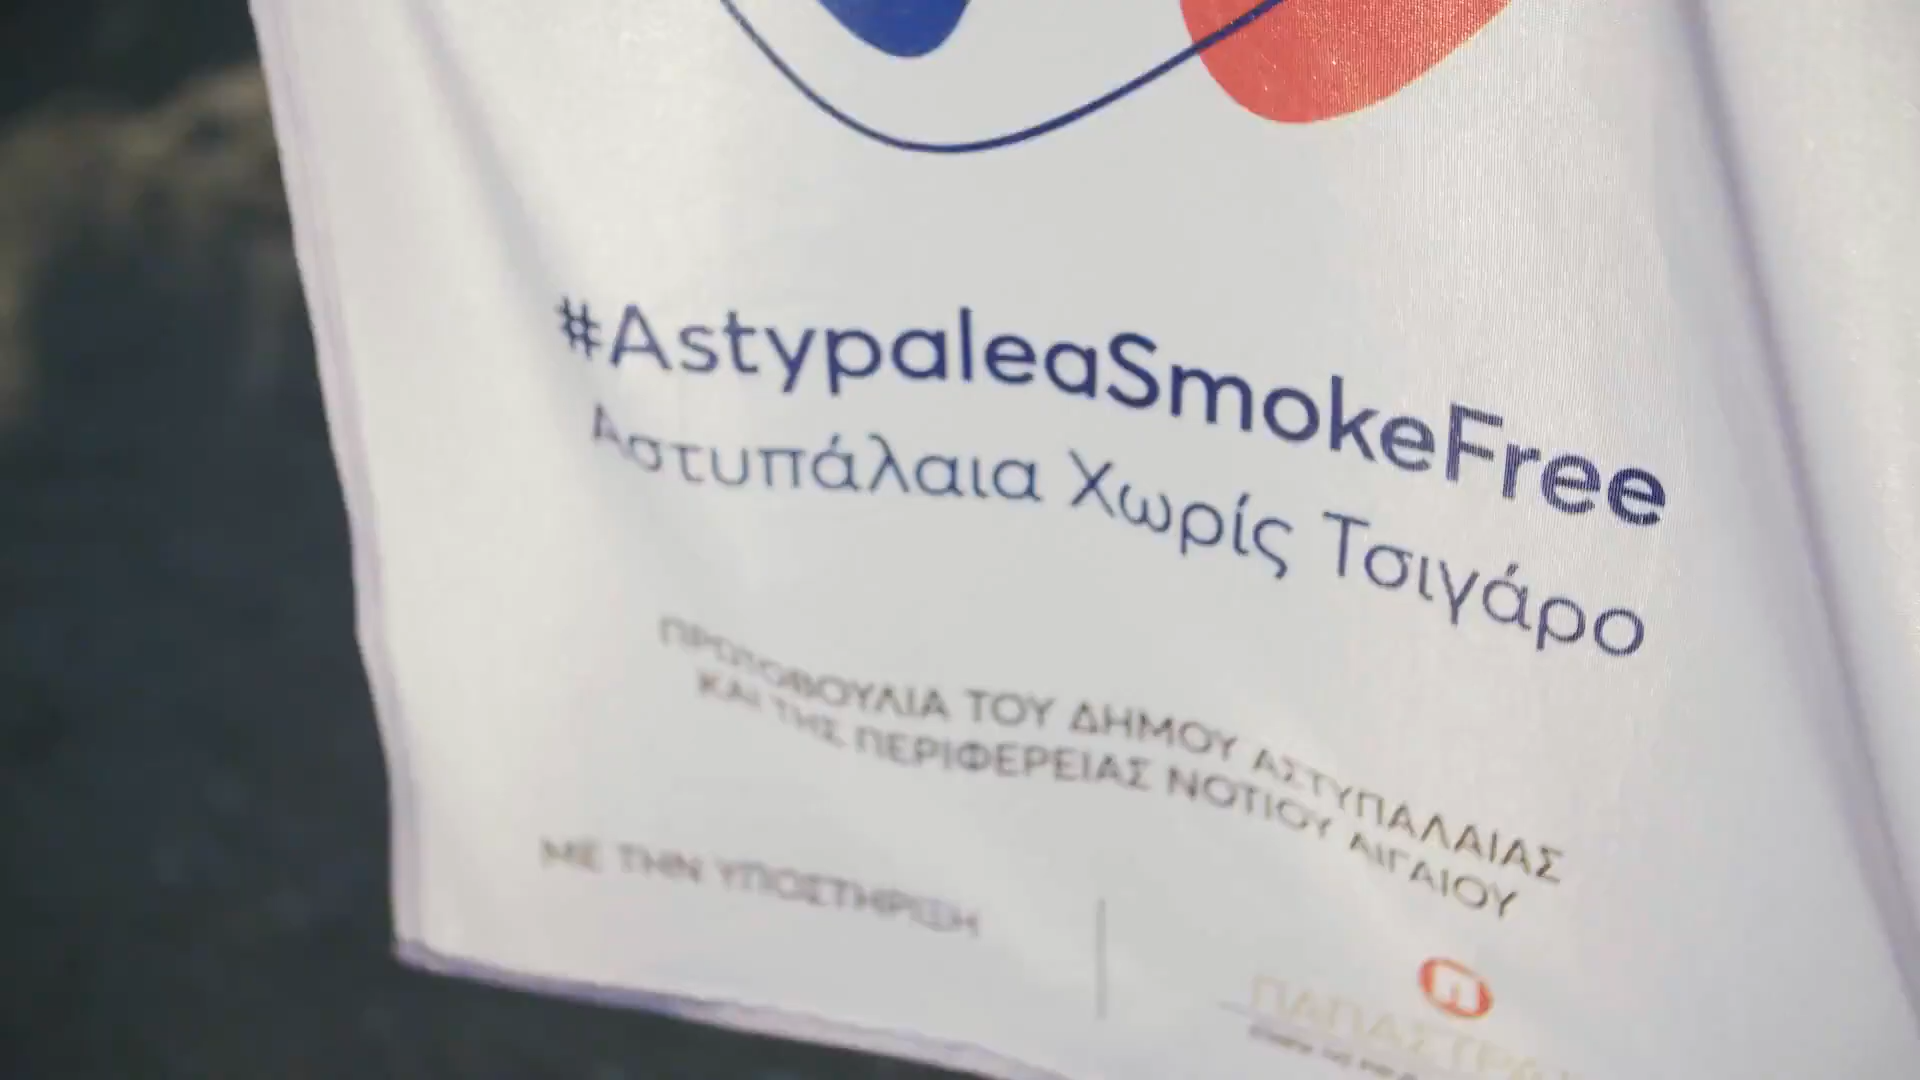 #AstypaleaSmokeFree
Αστυπάλαια Χωρίς Τσιγάρο
ΠΡΩΤΟΒΟΥΛΙΑ ΤΟΥ ΔΗΜΟΥ ΑΣΤΥΠΑΛΑΙΑΣ
ΚΑΙ ΤΗΣ ΠΕΡΙΦΕΡΕΙΑΣ ΝΟΤΙΟΥ ΑΙΓΑΙΟΥ
ΜΕ ΤΗΝ ΥΠΟΣΤΗΡΙΞΗ